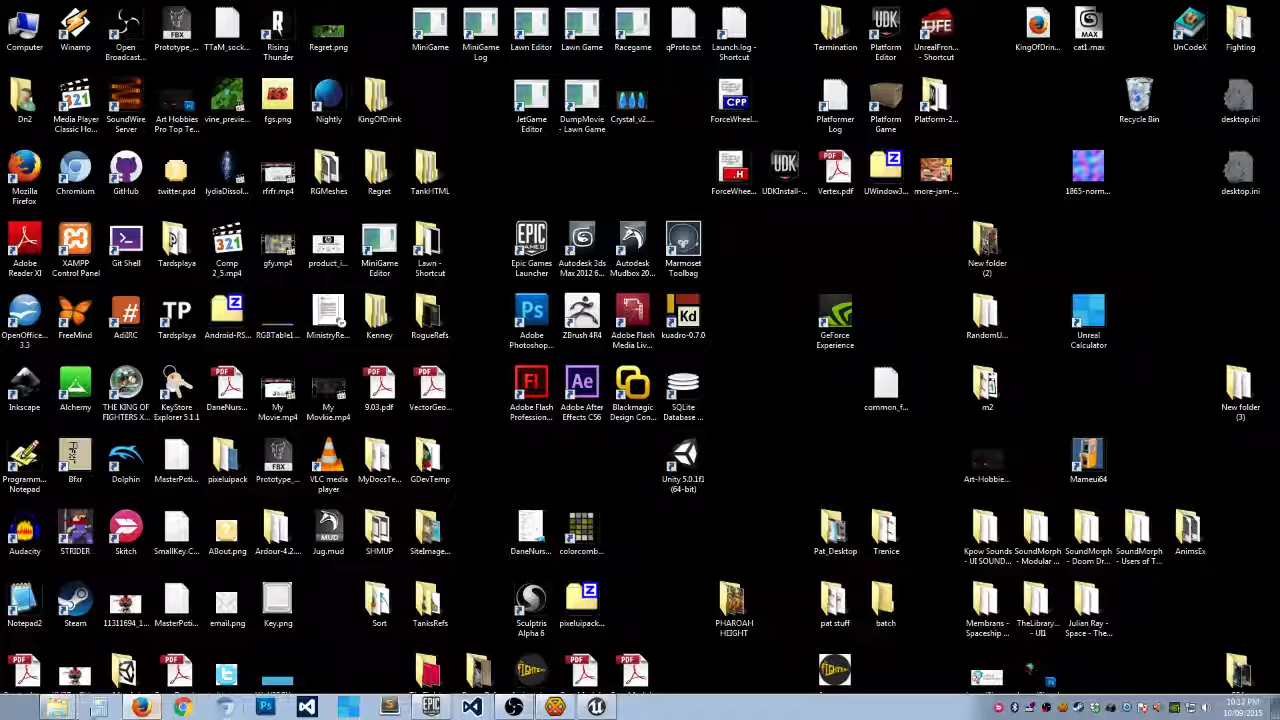 Computer
Winamp
Open
Broadcast...
Prototype_...
TTaM_sock...
Rising
Thunder
Regret.png
MiniGame
MiniGame
Log
Lawn Editor
Lawn Game
Racegame
qProto.txt
Launch.log -
Shortcut
Termination
Platform
Editor
UnrealFron...
- Shortcut
KingOfDrin...
cat1.max
UnCodeX
Fighting
Dn2
Media Player
Classic Ho...
SoundWire
Server
Art Hobbies
Pro Top Te...
vine_previe...
fgs.png
Nightly
KingOfDrink
JetGame
Editor
DumpMovie
- Lawn Game
Crystal_v2....
ForceWheel...
Platformer
Log
Platform
Game
Platform-2...
Recycle Bin
desktop.ini
Mozilla
Firefox
Chromium
GitHub
twitter.psd
lydiaDissol...
rfrfr.mp4
RGMeshes
Regret
TankHTML
ForceWhee...
UDKInstall-...
Vertex.pdf
UWindow3...
more-jam-...
1865-norm...
desktop.ini
Adobe
Reader XI
XAMPP
Control Panel
Git Shell
Tardsplaya
Comp
2_5.mp4
gfy.mp4
product_i...
MiniGame
Editor
Lawn -
Shortcut
Epic Games
Launcher
Autodesk 3ds
Max 2012 6...
Autodesk
Mudbox 20...
Marmoset
Toolbag
New folder
(2)
OpenOffice...
3.3
FreeMind
AdiIRC
Tardsplaya
Android-RS...
RGBTable1...
MinistryRe...
Kenney
RogueRefs
Adobe
Photoshop...
ZBrush 4R4
Adobe Flash
Media Liv...
kuadro-0.7.0
GeForce
Experience
RandomU...
Unreal
Calculator
Inkscape
Alchemy
THE KING OF
FIGHTERS X...
KeyStore
Explorer 5.1.1
DaneNurs...
My
Movie.mp4
My
Movkie.mp4
9.03.pdf
VectorGeo...
Adobe Flash
Profession...
Adobe After
Effects CS6
Blackmagic
Design Con...
SQLite
Database ...
common_f...
m2
New folder
(3)
Programm...
Notepad
Bfxr
Dolphin
MasterPoti...
pixeluipack
Prototype_...
VLC media
player
MyDocsTe...
GDevTemp
Unity 5.0.1f1
(64-bit)
Art-Hobbie...
Mameui64
Audacity
STRIDER
Skitch
SmallKey.C...
ABout.png
Ardour-4.2...
Jug.mud
SHMUP
SiteImage...
DaneNurs...
colorcomb...
Pat_Desktop
Trenice
Kpow Sounds
- UI SOUND...
SoundMorph
- Modular ...
SoundMorph
- Doom Dr...
SoundMorph
- Users of T...
AnimsEx
Notepad2
Steam
11311694_1...
MasterPoti...
email.png
Key.png
Sort
TanksRefs
Sculptris
Alpha 6
pixeluipack...
PHAROAH
HEIGHT
pat stuff
batch
Membrans -
Spaceship ...
TheLibrary...
- UI1
Julian Ray -
Space - The...
10:12 PM
10/09/2015